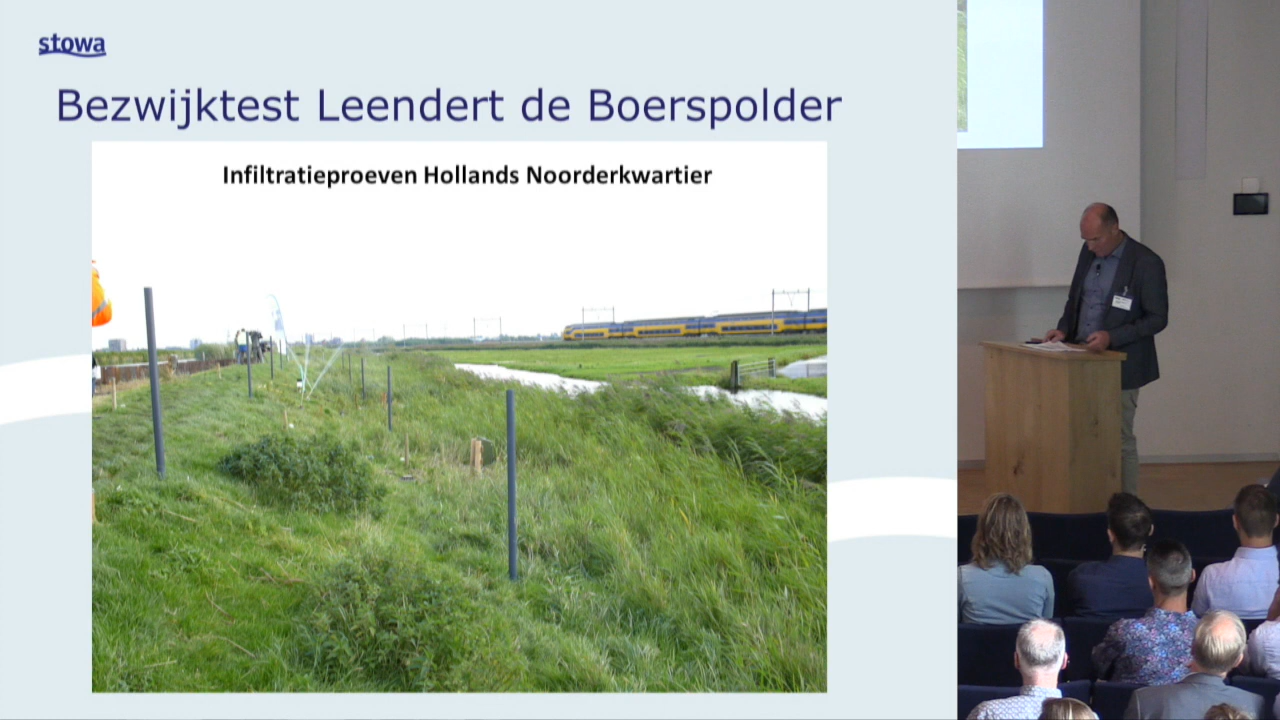 stowa
Bezwijktest Leendert de Boerspolder
Infiltratieproeven Hollands Noorderkwartier